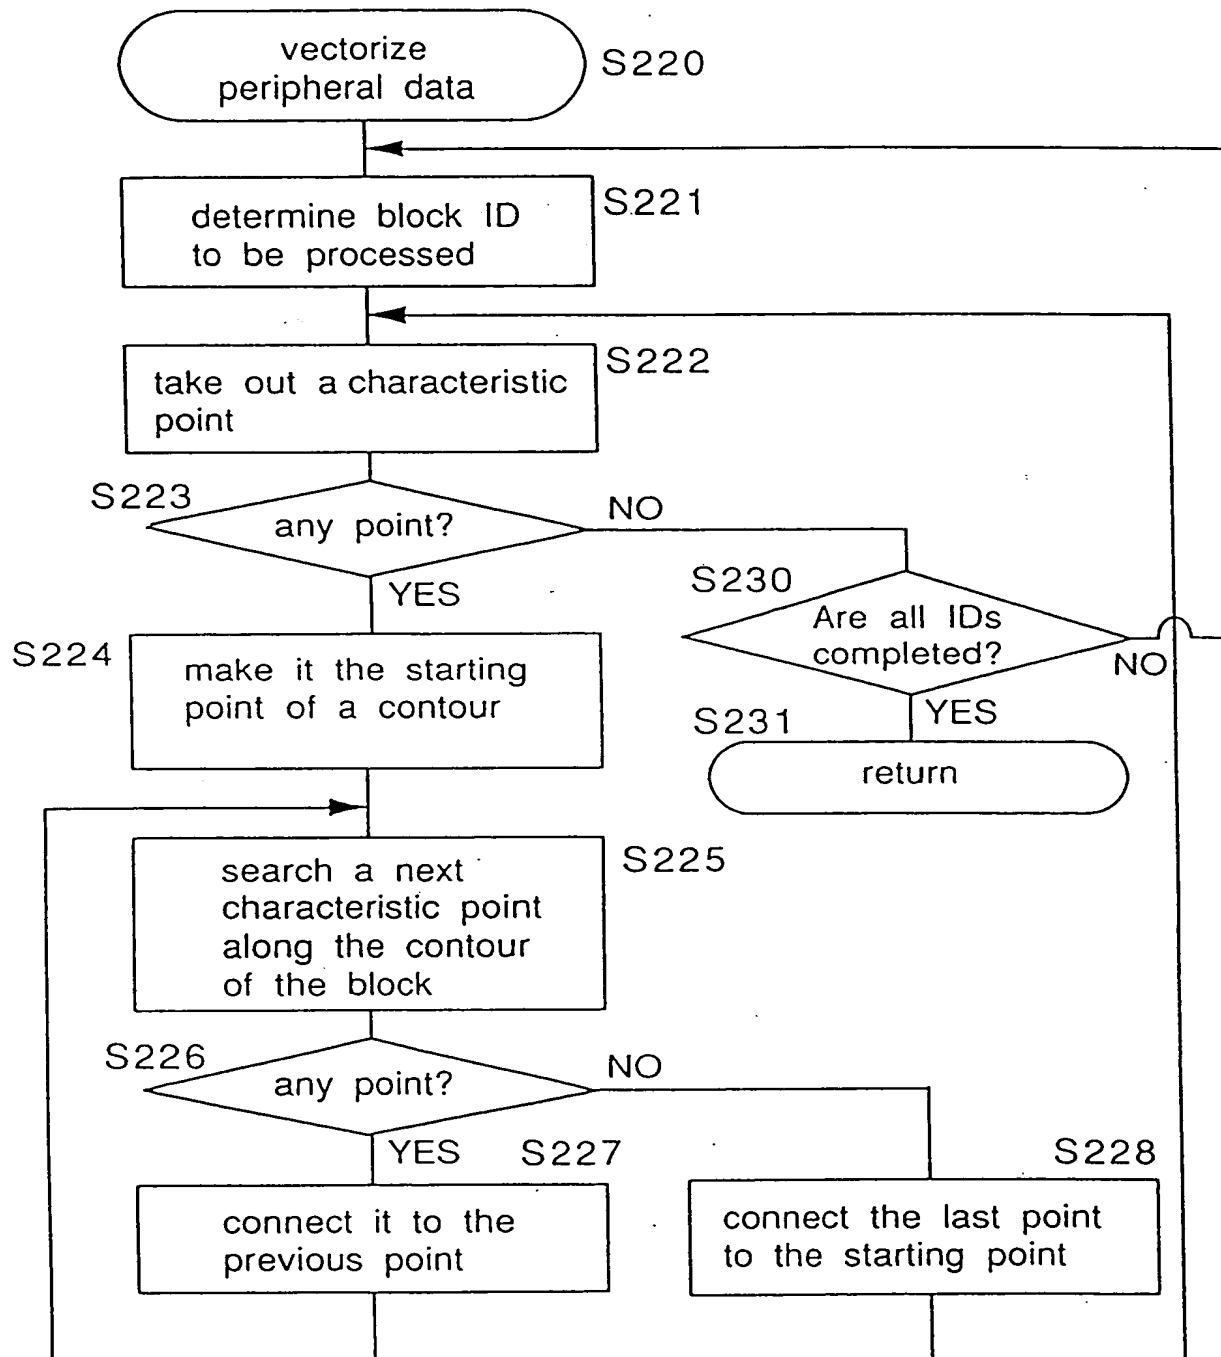 vectorize
peripheral data
S220
determine block ID
to be processed
S221
take out a characteristic
point
S222
S223
any point?
NO
YES
S230
Are all IDs
completed?
NO
YES
S224
make it the starting
point of a contour
S231
return
search a next
characteristic point
along the contour
of the block
S225
S226
any point?
NO
YES
S227
connect it to the
previous point
S228
connect the last point
to the starting point